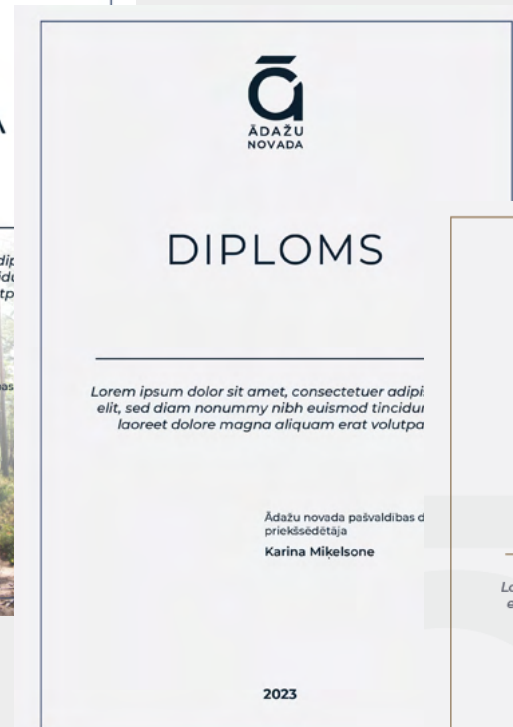 ĀDAŽU
NOVADA
DIPLOMS
Lorem ipsum dolor sit amet, consectetuer
elit, sed diam nonummy nibh euismod
laoreet dolore magna aliquam erat
Ādažu novada pašvaldības
priekšsēdētāja
Karina Miķelsone
2023